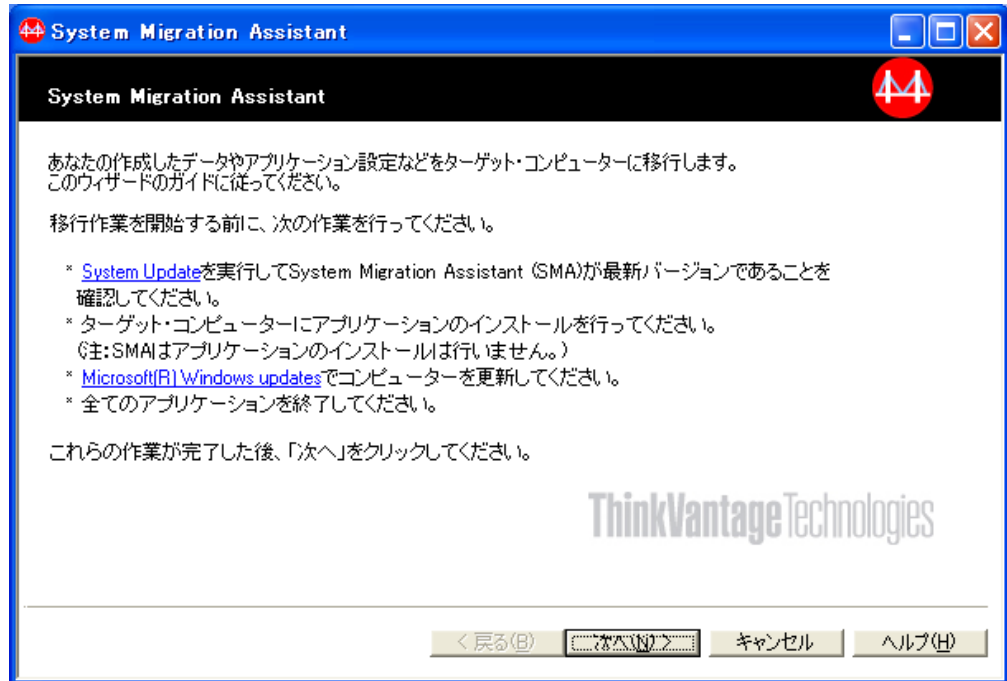 System Migration Assistant
System Migration Assistant
あなたの作成したデータやアプリケーション設定などをターゲット・コンピューターに移行します。
このウィザードのガイドに従ってください。
移行作業を開始する前に、次の作業を行ってください。
* System Updateを実行してSystem Migration Assistant (SMA)が最新バージョンであることを
確認してください。
* ターゲット・コンピューターにアプリケーションのインストールを行ってください。
(注:SMAはアプリケーションのインストールは行いません。)
* Microsoft(R) Windows updatesでコンピューターを更新してください。
* 全てのアプリケーションを終了してください。
これらの作業が完了した後、「次へ」をクリックしてください。
ThinkVantage Technologies
< 戻る(B) 次へ(N) > キャンセル ヘルプ(H)